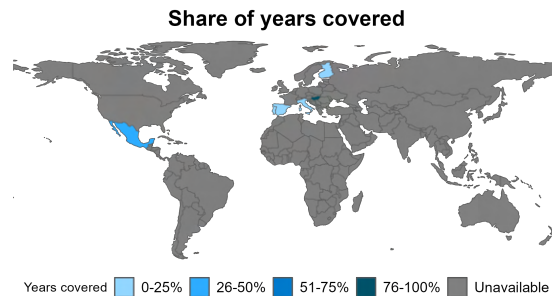 Share of years covered
Years covered 0-25% 26-50% 51-75% 76-100% Unavailable